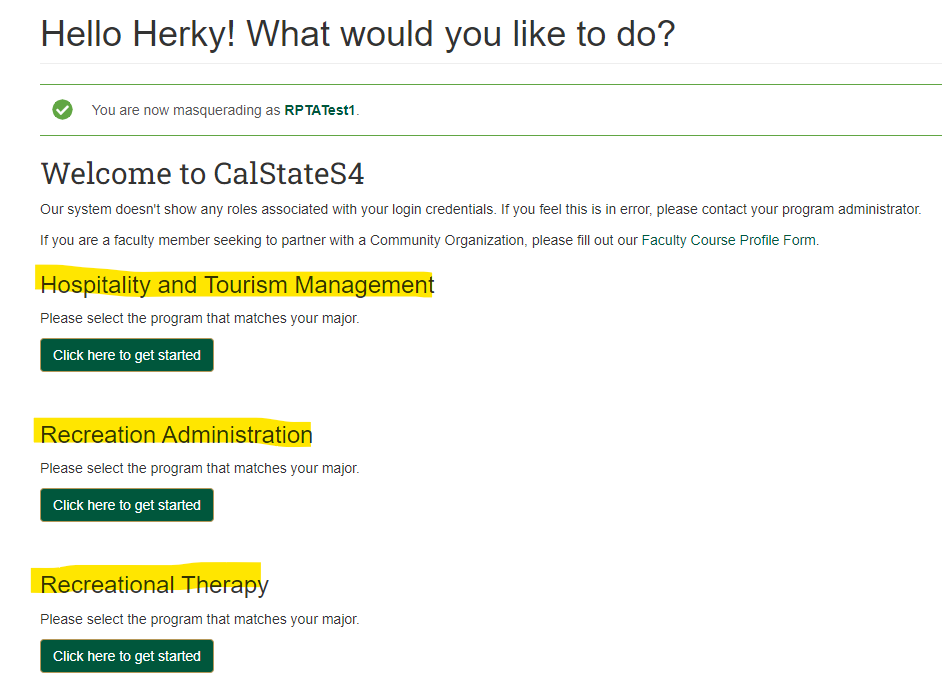 Hello Herky! What would you like to do?
You are now masquerading as RPTATest1.
Welcome to CalStateS4
Our system doesn't show any roles associated with your login credentials. If you feel this is in error, please contact your program administrator.
If you are a faculty member seeking to partner with a Community Organization, please fill out our Faculty Course Profile Form.
Hospitality and Tourism Management
Please select the program that matches your major.
Click here to get started
Recreation Administration
Please select the program that matches your major.
Click here to get started
Recreational Therapy
Please select the program that matches your major.
Click here to get started